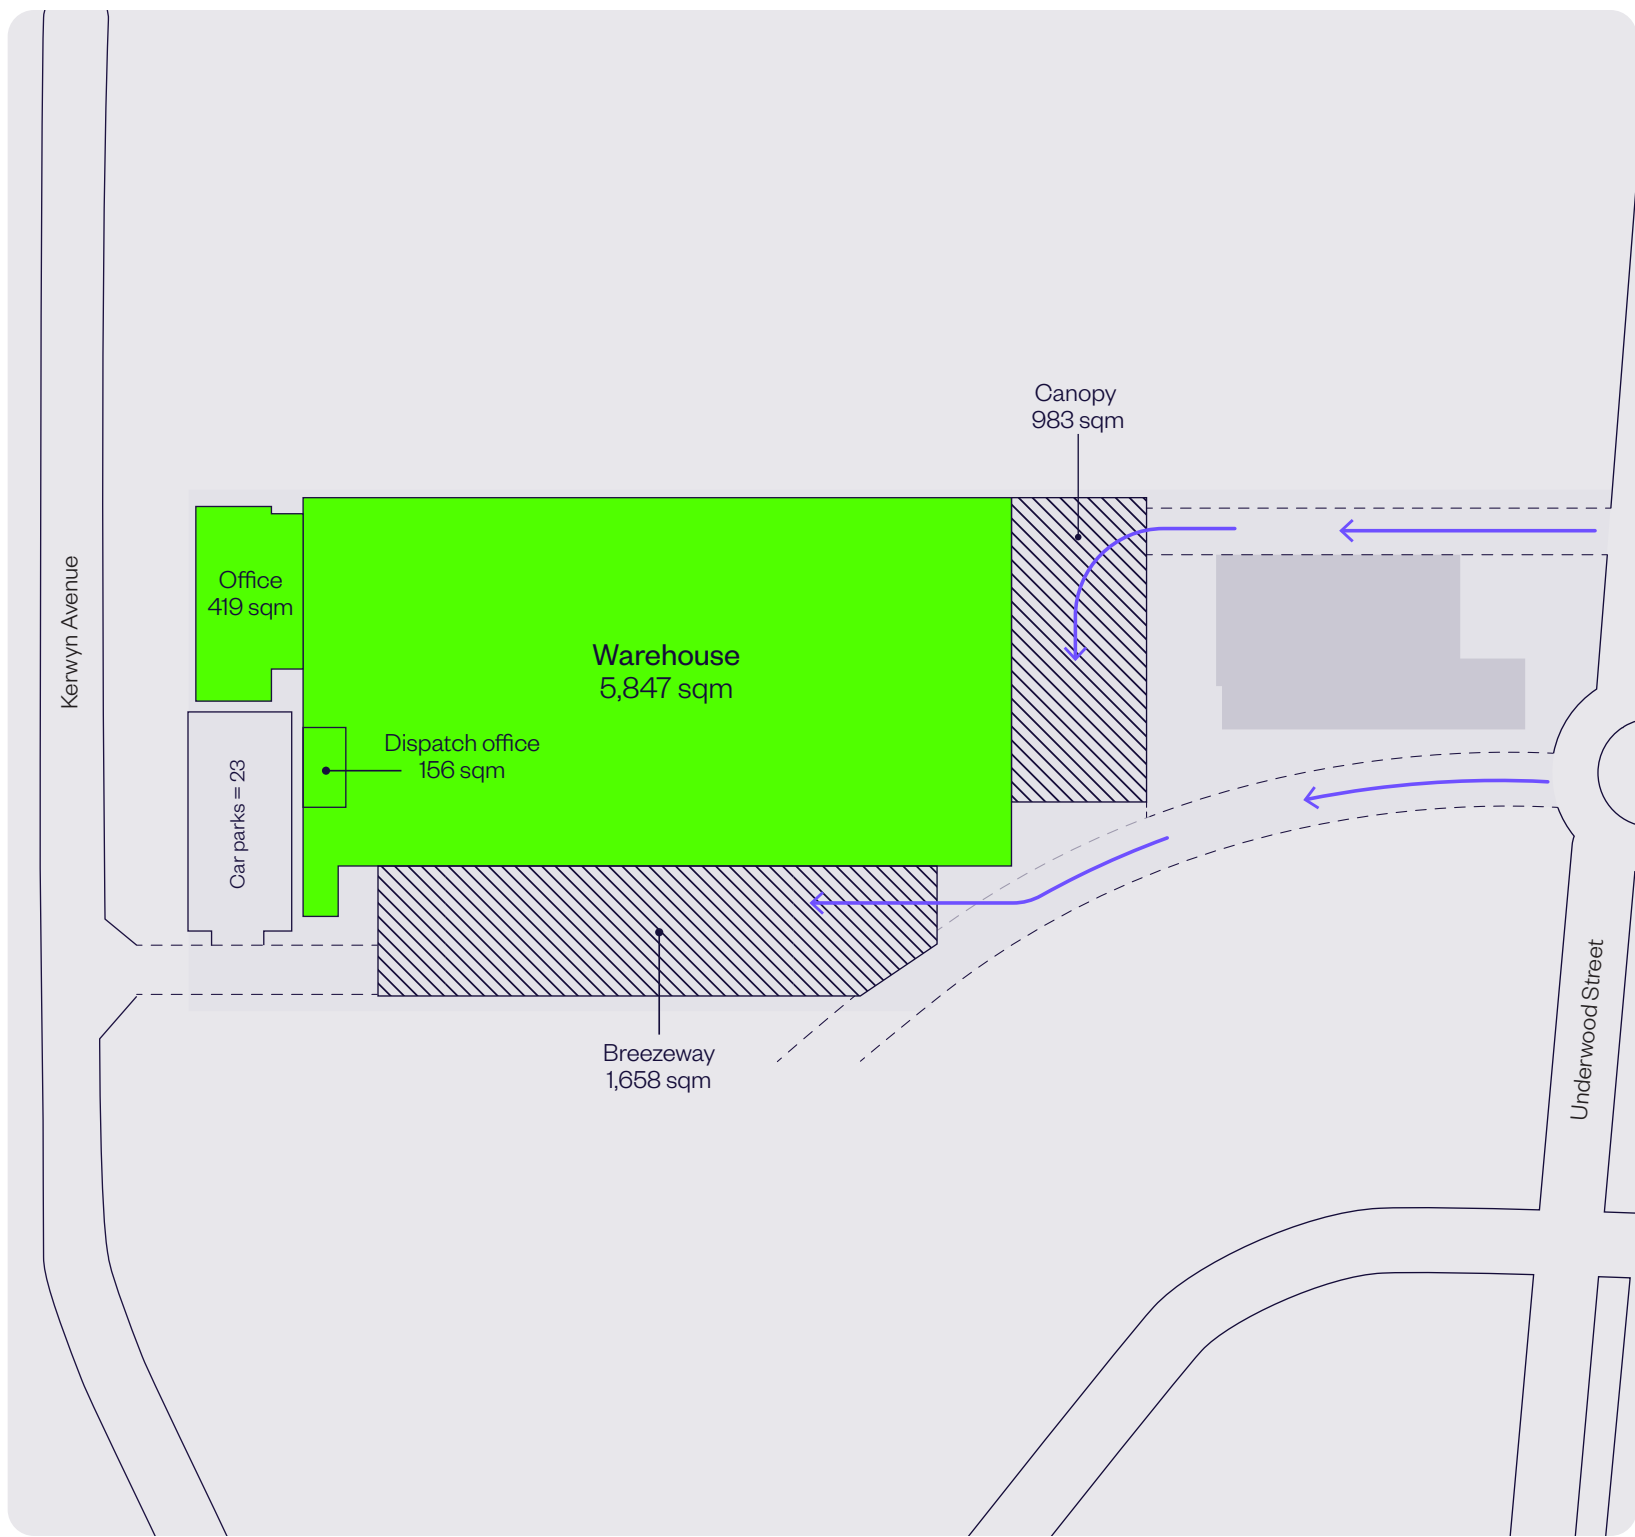 Canopy
983 sqm
Office
419 sqm
Kerwyn Avenue
Warehouse
5,847 sqm
Dispatch office
156 sqm
Car parks = 23
Breezeway
1,658 sqm
Underwood Street